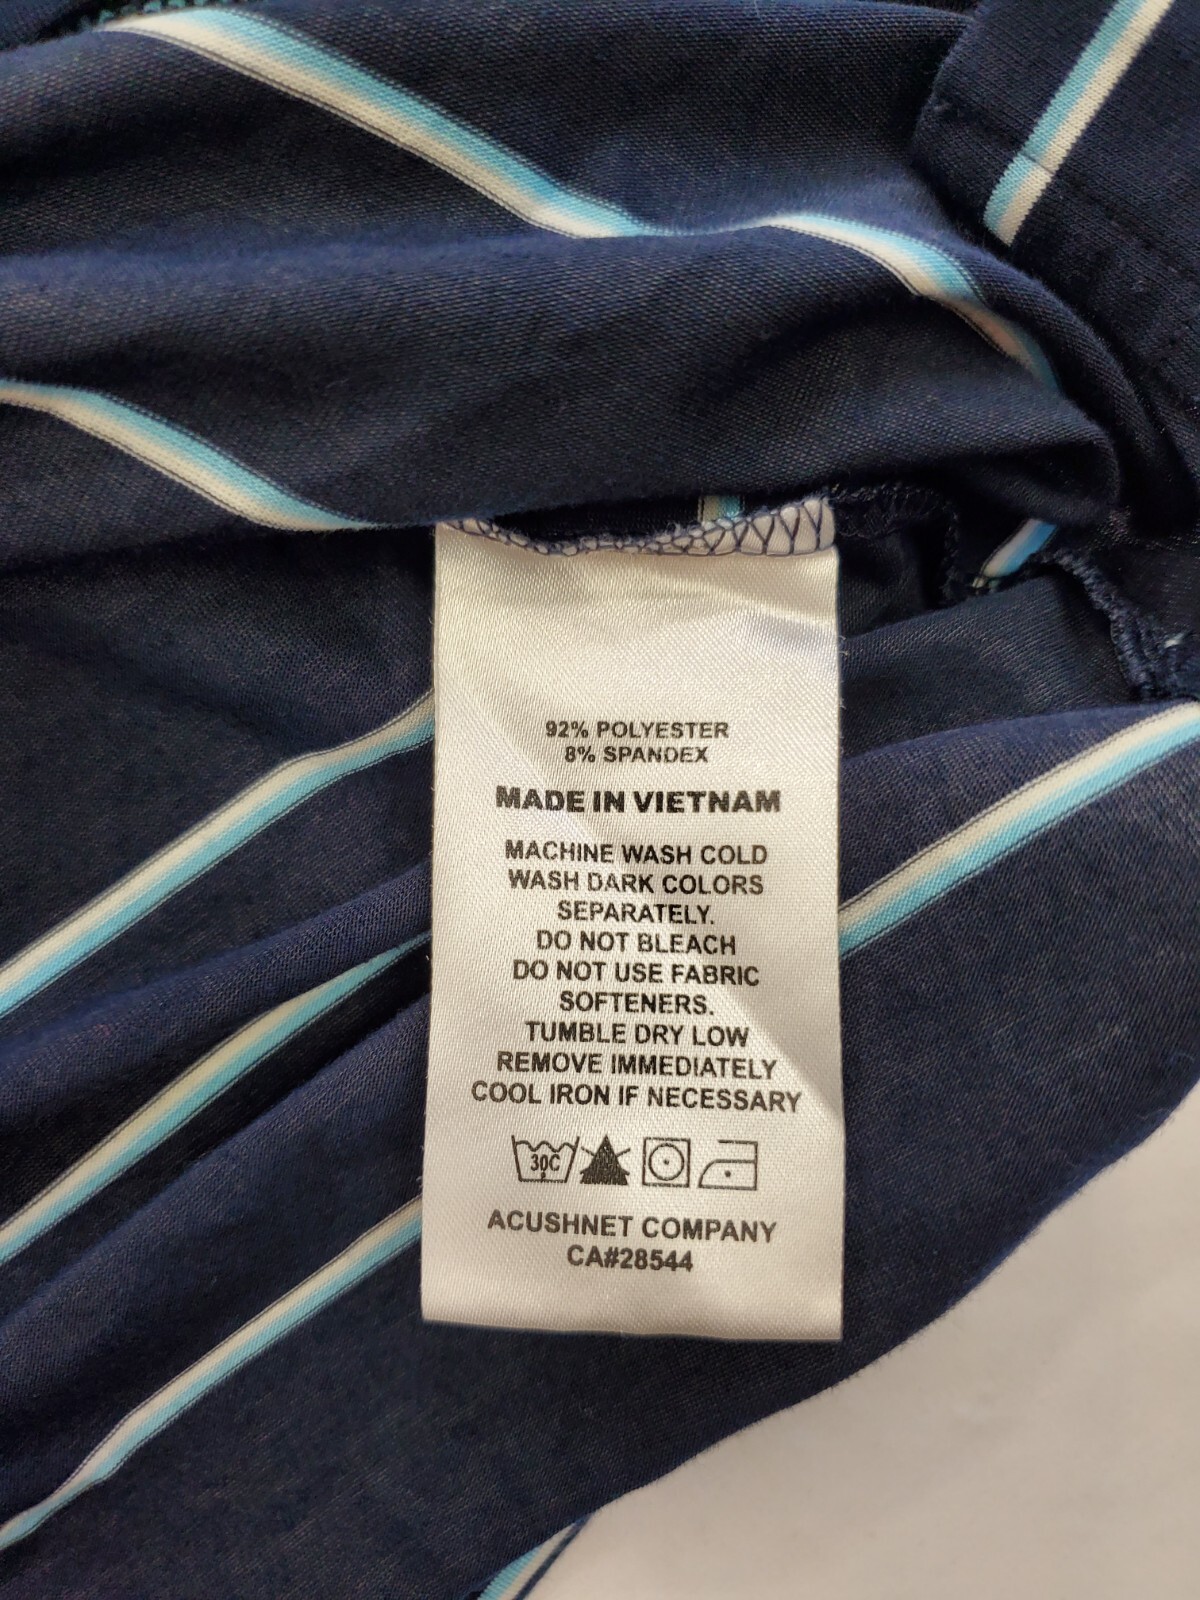 92% POLYESTER
8% SPANDEX
MADE IN VIETNAM
MACHINE WASH COLD
WASH DARK COLORS
SEPARATELY.
DO NOT BLEACH
DO NOT USE FABRIC
SOFTENERS.
TUMBLE DRY LOW
REMOVE IMMEDIATELY
COOL IRON IF NECESSARY
30C
ACUSHNET COMPANY
CA#28544